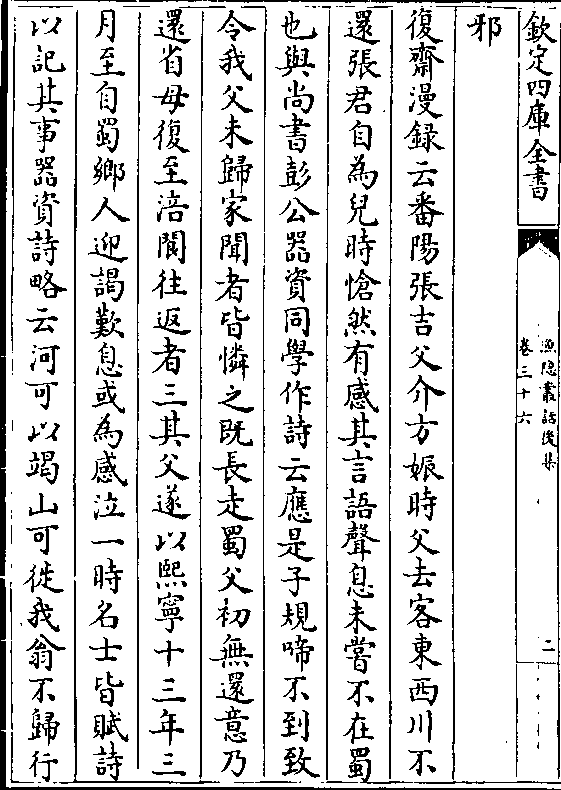 欽定四庫全書
漁隐叢話後集
卷三十六
二
邪
復齋漫録云番陽張吉父介方娠時父去客東西川不
還張君自為兒時愴然有感其言語聲息未嘗不在蜀
也與尚書彭公器資同學作詩云應是子規啼不到致
令我父未歸家聞者皆憐之既長走蜀父初無還意乃
還省母復至涪閬往返者三其父遂以熙寧十三年三
月至自蜀鄉人迎謁歎息或為感泣一時名士皆賦詩
以記其事器資詩略云河可以竭山可徙我翁不歸行